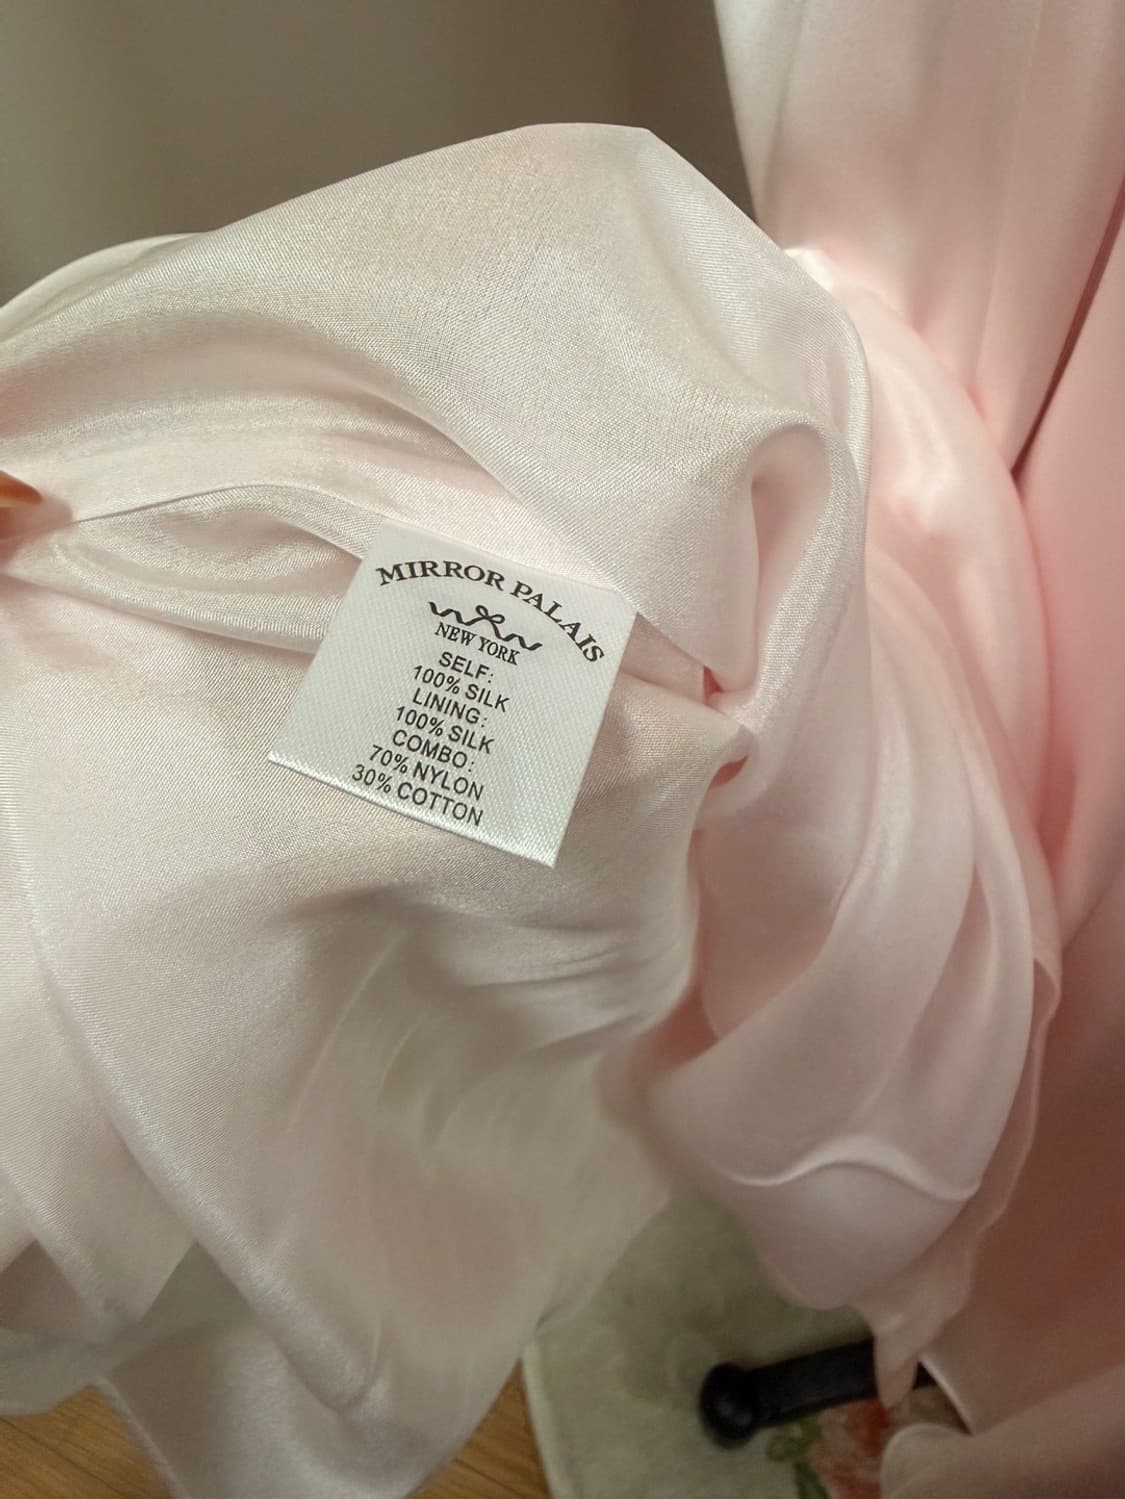 MIRROR PALAIS
NEW YORK
SELF:
100% SILK
LINING:
100% SILK
COMBO:
70% NYLON
30% COTTON